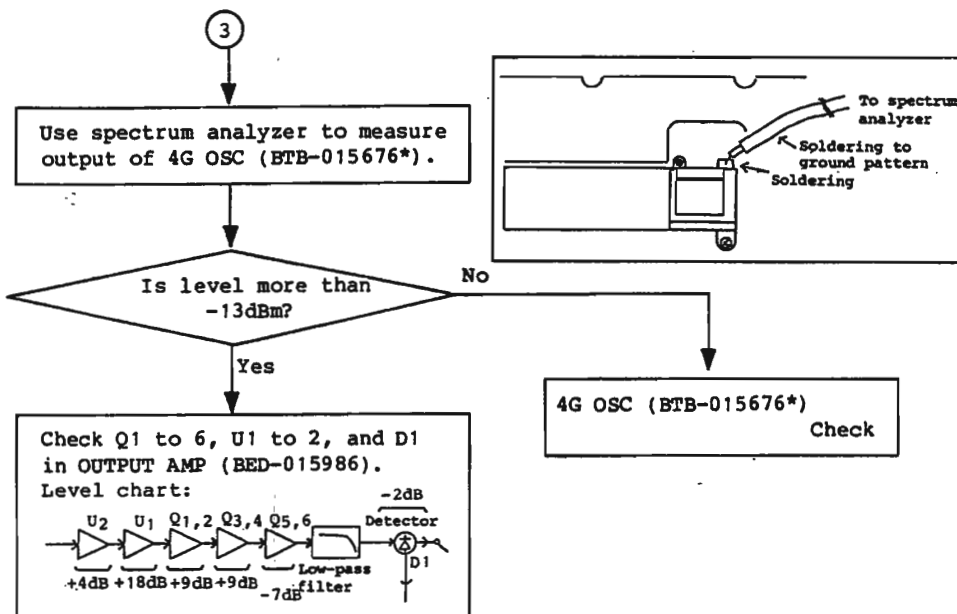 3
Use spectrum analyzer to measure
output of 4G OSC (BTB-015676*).
To spectrum
analyzer
Soldering to
ground pattern
Soldering
Is level more than
-13dBm?
No
Yes
4G OSC (BTB-015676*)
Check
Check Q1 to 6, U1 to 2, and D1
in OUTPUT AMP (BED-015986).
Level chart:
-2dB
U2 U1 Q1,2 Q3,4 Q5,6 Detector
D1
Low-pass
filter
+4dB +18dB +9dB +9dB -7dB